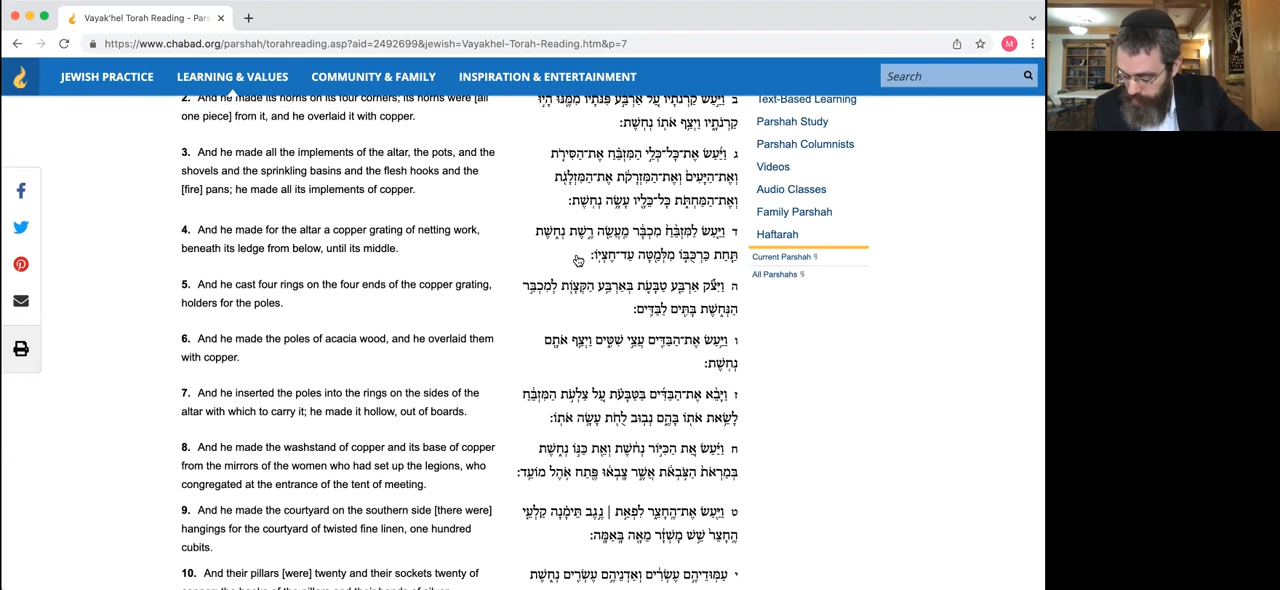 Vayak'hel Torah Reading - Pars
https://www.chabad.org/parshah/torahreading.asp?aid=2492699&jewish=Vayakhel-Torah-Reading.htm&p=7
M
JEWISH PRACTICE LEARNING & VALUES COMMUNITY & FAMILY INSPIRATION & ENTERTAINMENT Search
2. And he made its horns on its four corners; its horns were [all
one piece] from it, and he overlaid it with copper.
ב וַיַּ֣עַשׂ קַרְנֹתָ֗יו עַ֚ל אַרְבַּ֣ע פִּנֹּתָ֔יו מִמֶּ֖נּוּ הָי֣וּ
קַרְנֹתָ֑יו וַיְצַ֥ף אֹת֖וֹ נְחֽשֶׁת:
3. And he made all the implements of the altar, the pots, and the
shovels and the sprinkling basins and the flesh hooks and the
[fire] pans; he made all its implements of copper.
ג וַיַּ֜עַשׂ אֶת־כָּל־כְּלֵ֣י הַמִּזְבֵּ֗חַ אֶת־הַסִּירֹ֤ת
וְאֶת־הַיָּעִים֙ וְאֶת־הַמִּזְרָקֹ֔ת אֶת־הַמִּזְלָגֹ֖ת
וְאֶת־הַמַּחְתֹּ֑ת כָּל־כֵּלָ֖יו עָשָׂ֥ה נְחֽשֶׁת:
4. And he made for the altar a copper grating of netting work,
beneath its ledge from below, until its middle.
ד וַיַּ֤עַשׂ לַמִּזְבֵּ֨חַ֙ מִכְבָּ֔ר מַֽעֲשֵׂ֖ה רֶ֣שֶׁת נְח֑שֶׁת
תַּ֧חַת כַּרְכֻּבּ֛וֹ מִלְּמַ֖טָּה עַד־חֶצְיֽוֹ:
5. And he cast four rings on the four ends of the copper grating,
holders for the poles.
ה וַיִּצֹ֞ק אַרְבַּ֧ע טַבָּעֹ֛ת בְּאַרְבַּ֥ע הַקְּצָוֹ֖ת לְמִכְבַּ֣ר
הַנְּח֑שֶׁת בָּתִּ֖ים לַבַּדִּֽים:
6. And he made the poles of acacia wood, and he overlaid them
with copper.
ו וַיַּ֥עַשׂ אֶת־הַבַּדִּ֖ים עֲצֵ֣י שִׁטִּ֑ים וַיְצַ֥ף אֹתָ֖ם
נְחֽשֶׁת:
7. And he inserted the poles into the rings on the sides of the
altar with which to carry it; he made it hollow, out of boards.
ז וַיָּבֵ֨א אֶת־הַבַּדִּ֜ים בַּטַּבָּעֹ֗ת עַ֚ל צַלְעֹ֣ת הַמִּזְבֵּ֔חַ
לָשֵׂ֥את אֹת֖וֹ בָּהֶ֑ם נְב֥וּב לֻחֹ֖ת עָשָׂ֥ה אֹתֽוֹ:
8. And he made the washstand of copper and its base of copper
from the mirrors of the women who had set up the legions, who
congregated at the entrance of the tent of meeting.
ח וַיַּ֗עַשׂ אֵ֚ת הַכִּיּ֣וֹר נְח֔שֶׁת וְאֵ֖ת כַּנּ֣וֹ נְח֑שֶׁת
בְּמַרְאֹת֙ הַצֹּ֣בְאֹ֔ת אֲשֶׁ֣ר צָֽבְא֔וּ פֶּ֖תַח אֹ֥הֶל מוֹעֵֽד:
9. And he made the courtyard on the southern side [there were]
hangings for the courtyard of twisted fine linen, one hundred
cubits.
ט וַיַּ֖עַשׂ אֶת־הֶֽחָצֵ֑ר לִפְאַ֣ת | נֶ֣גֶב תֵּימָ֗נָה קַלְעֵ֤י
הֶֽחָצֵר֙ שֵׁ֣שׁ מָשְׁזָ֔ר מֵאָ֖ה בָּֽאַמָּֽה:
10. And their pillars [were] twenty and their sockets twenty of
copper; the hooks of the pillars and their bands of silver.
י עַמּֽוּדֵיהֶ֣ם עֶשְׂרִ֔ים וְאַדְנֵיהֶ֥ם עֶשְׂרִ֖ים נְח֑שֶׁת
Text-Based Learning
Parshah Study
Parshah Columnists
Videos
Audio Classes
Family Parshah
Haftarah
Current Parshah
All Parshahs